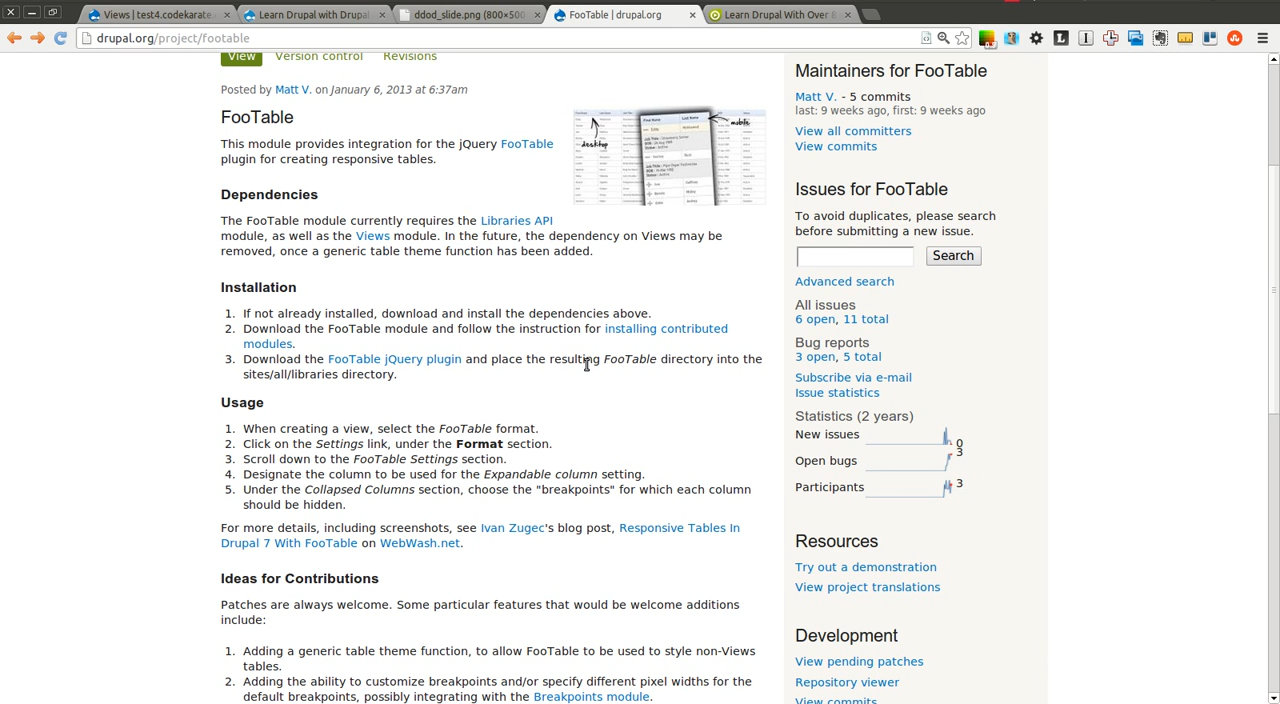 Views | test4.codekarate.
Learn Drupal with Drupal
ddod_slide.png (800×500
FooTable | drupal.org
Learn Drupal With Over
drupal.org/project/footable
View Version control Revisions
Posted by Matt V. on January 6, 2013 at 6:37am
FooTable
This module provides integration for the jQuery FooTable
plugin for creating responsive tables.
desktop
mobile
Dependencies
The FooTable module currently requires the Libraries API
module, as well as the Views module. In the future, the dependency on Views may be
removed, once a generic table theme function has been added.
Installation
1. If not already installed, download and install the dependencies above.
2. Download the FooTable module and follow the instruction for installing contributed
modules.
3. Download the FooTable jQuery plugin and place the resulting FooTable directory into the
sites/all/libraries directory.
Usage
1. When creating a view, select the FooTable format.
2. Click on the Settings link, under the Format section.
3. Scroll down to the FooTable Settings section.
4. Designate the column to be used for the Expandable column setting.
5. Under the Collapsed Columns section, choose the "breakpoints" for which each column
should be hidden.
For more details, including screenshots, see Ivan Zugec's blog post, Responsive Tables In
Drupal 7 With FooTable on WebWash.net.
Ideas for Contributions
Patches are always welcome. Some particular features that would be welcome additions
include:
1. Adding a generic table theme function, to allow FooTable to be used to style non-Views
tables.
2. Adding the ability to customize breakpoints and/or specify different pixel widths for the
default breakpoints, possibly integrating with the Breakpoints module.
Maintainers for FooTable
Matt V. - 5 commits
last: 9 weeks ago, first: 9 weeks ago
View all committers
View commits
Issues for FooTable
To avoid duplicates, please search
before submitting a new issue.
Search
Advanced search
All issues
6 open, 11 total
Bug reports
3 open, 5 total
Subscribe via e-mail
Issue statistics
Statistics (2 years)
New issues 0
Open bugs 3
Participants 3
Resources
Try out a demonstration
View project translations
Development
View pending patches
Repository viewer
View commits